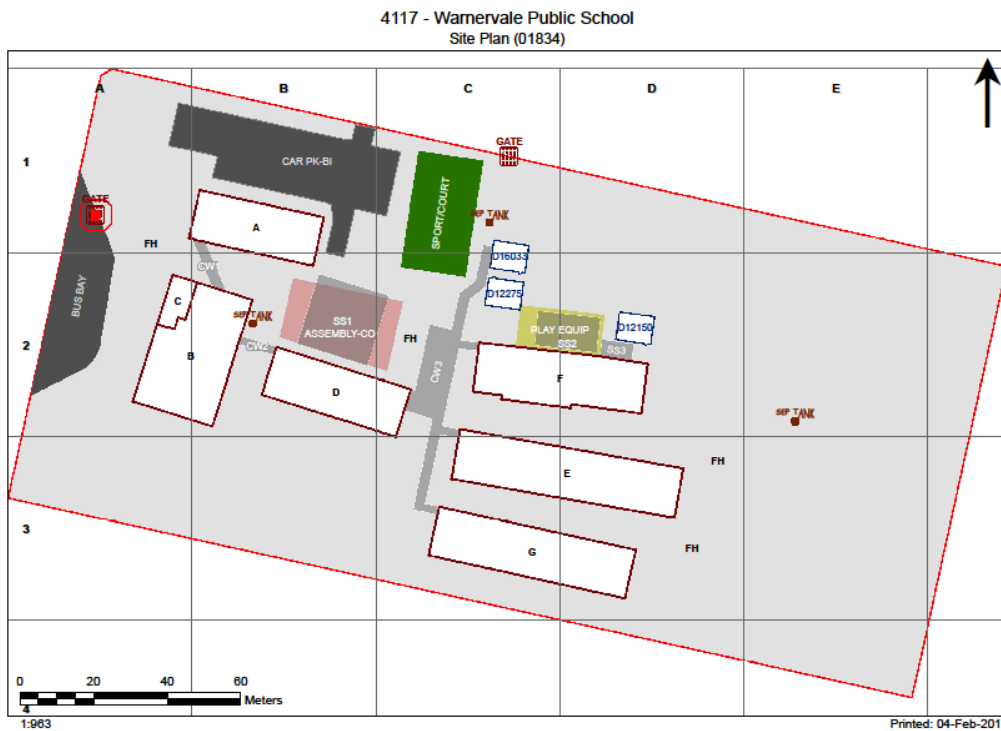 4117 - Warnervale Public School
Site Plan (01834)
A
B
C
D
E
1
GATE
CAR PK-BI
SPORT/COURT
GATE
SEP TANK
A
FH
D16033
CW1
BUS BAY
C
D12275
SEP TANK
SS1
ASSEMBLY-CO
FH
PLAY EQUIP
SS2
D12150
SS3
2
CW2
B
CW3
D
F
SEP TANK
E
FH
3
G
FH
0 20 40 60
Meters
4
1:963
Printed: 04-Feb-201